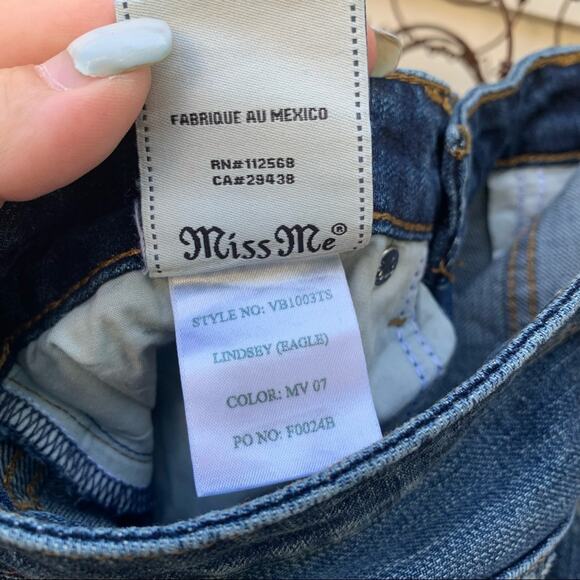 FABRIQUE AU MEXICO
RN#112568
CA#29438
Miss Me®
STYLE NO: VB1003TS
LINDSEY (EAGLE)
COLOR: MV 07
PO NO: F0024B